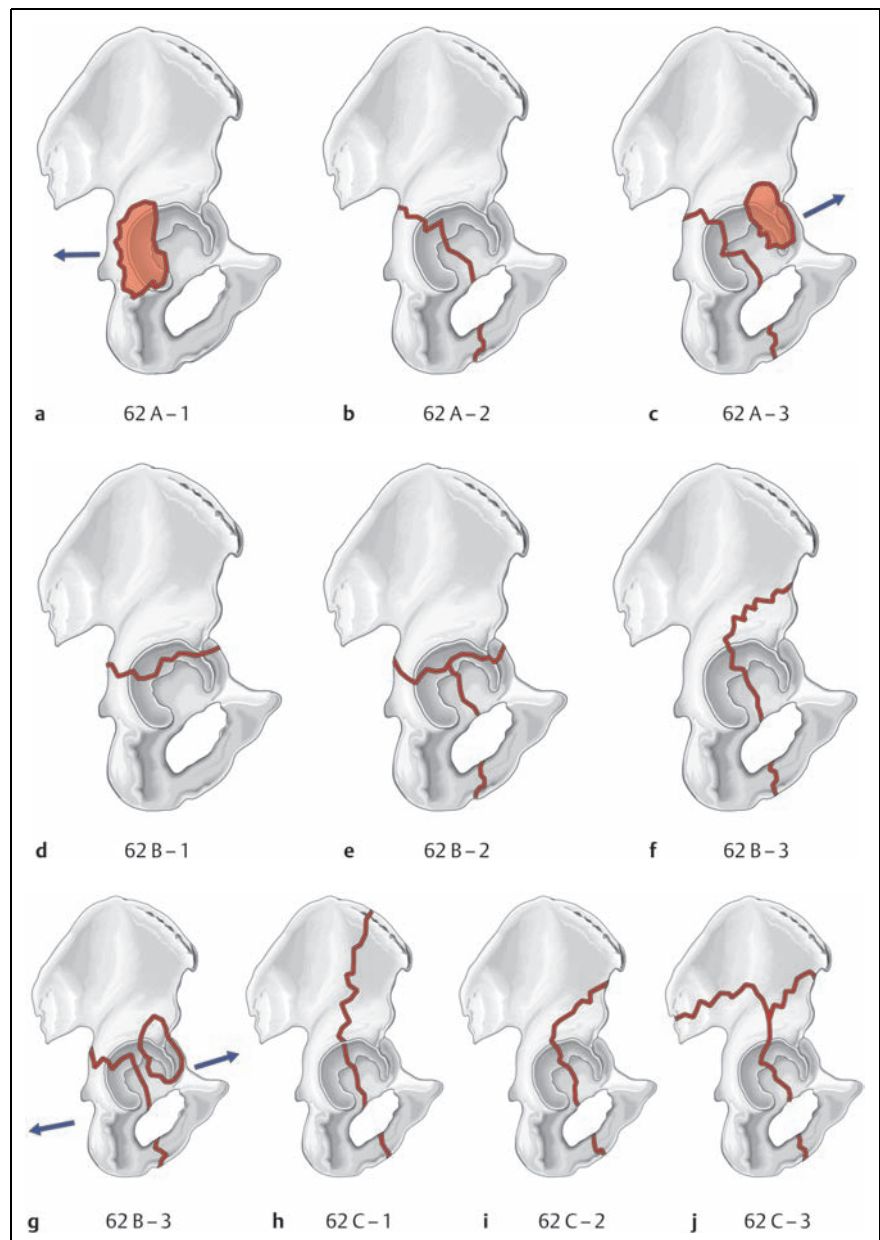 a 62 A – 1
b 62 A – 2
c 62 A – 3
d 62 B – 1
e 62 B – 2
f 62 B – 3
g 62 B – 3
h 62 C – 1
i 62 C – 2
j 62 C – 3